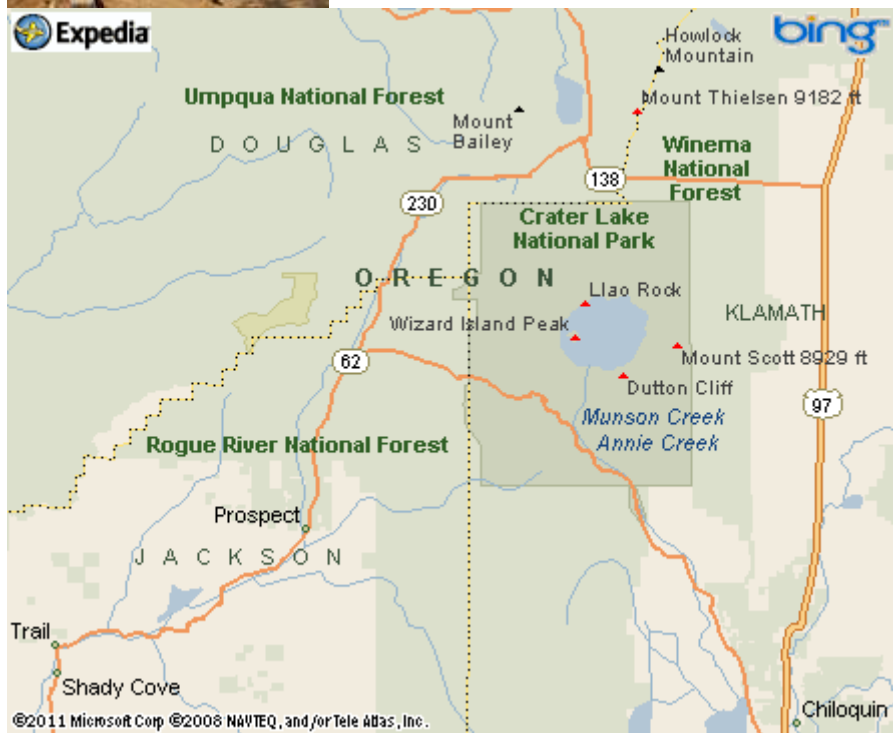 Expedia
bing™
Howlock
Mountain
Umpqua National Forest
Mount Thielsen 9182 ft
Mount
Bailey
DOUGLAS
Winema
National
Forest
138
230
Crater Lake
National Park
OREGON
Llao Rock
KLAMATH
Wizard Island Peak
62
Mount Scott 8929 ft
Dutton Cliff
97
Munson Creek
Annie Creek
Rogue River National Forest
Prospect
JACKSON
Trail
Shady Cove
Chiloquin
©2011 Microsoft Corp ©2008 NAVTEQ, and/or Tele Atlas, Inc.